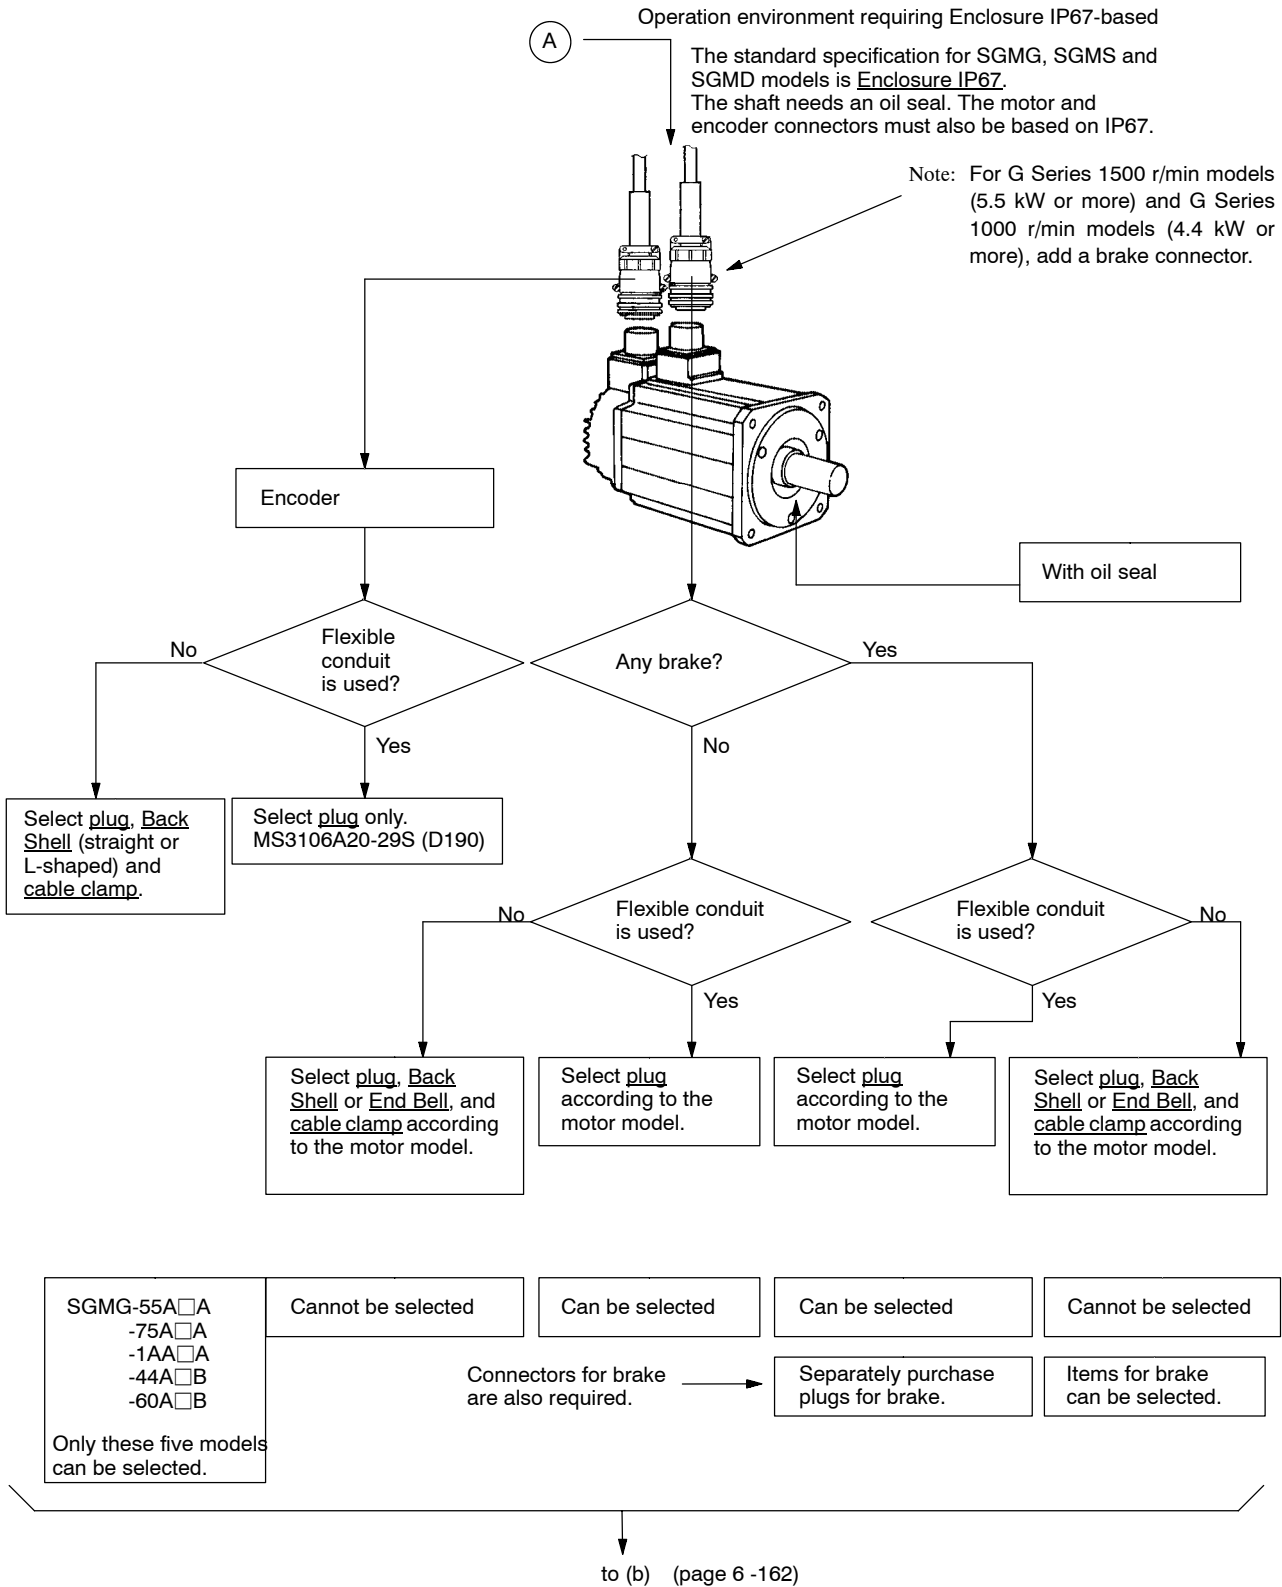 Operation environment requiring Enclosure IP67-based
A
The standard specification for SGMG, SGMS and
SGMD models is Enclosure IP67.
The shaft needs an oil seal. The motor and
encoder connectors must also be based on IP67.
Note: For G Series 1500 r/min models
(5.5 kW or more) and G Series
1000 r/min models (4.4 kW or
more), add a brake connector.
Encoder
With oil seal
No
Flexible
conduit
is used?
Yes
Any brake?
Yes
No
Select plug, Back
Shell (straight or
L-shaped) and
cable clamp.
Select plug only.
MS3106A20-29S (D190)
No
Flexible conduit
is used?
Yes
Flexible conduit
is used?
No
Yes
Select plug, Back
Shell or End Bell, and
cable clamp according
to the motor model.
Select plug
according to the
motor model.
Select plug
according to the
motor model.
Select plug, Back
Shell or End Bell, and
cable clamp according
to the motor model.
SGMG-55A□A
-75A□A
-1AA□A
-44A□B
-60A□B
Only these five models
can be selected.
Cannot be selected
Can be selected
Can be selected
Cannot be selected
Connectors for brake
are also required.
Separately purchase
plugs for brake.
Items for brake
can be selected.
to (b) (page 6 -162)